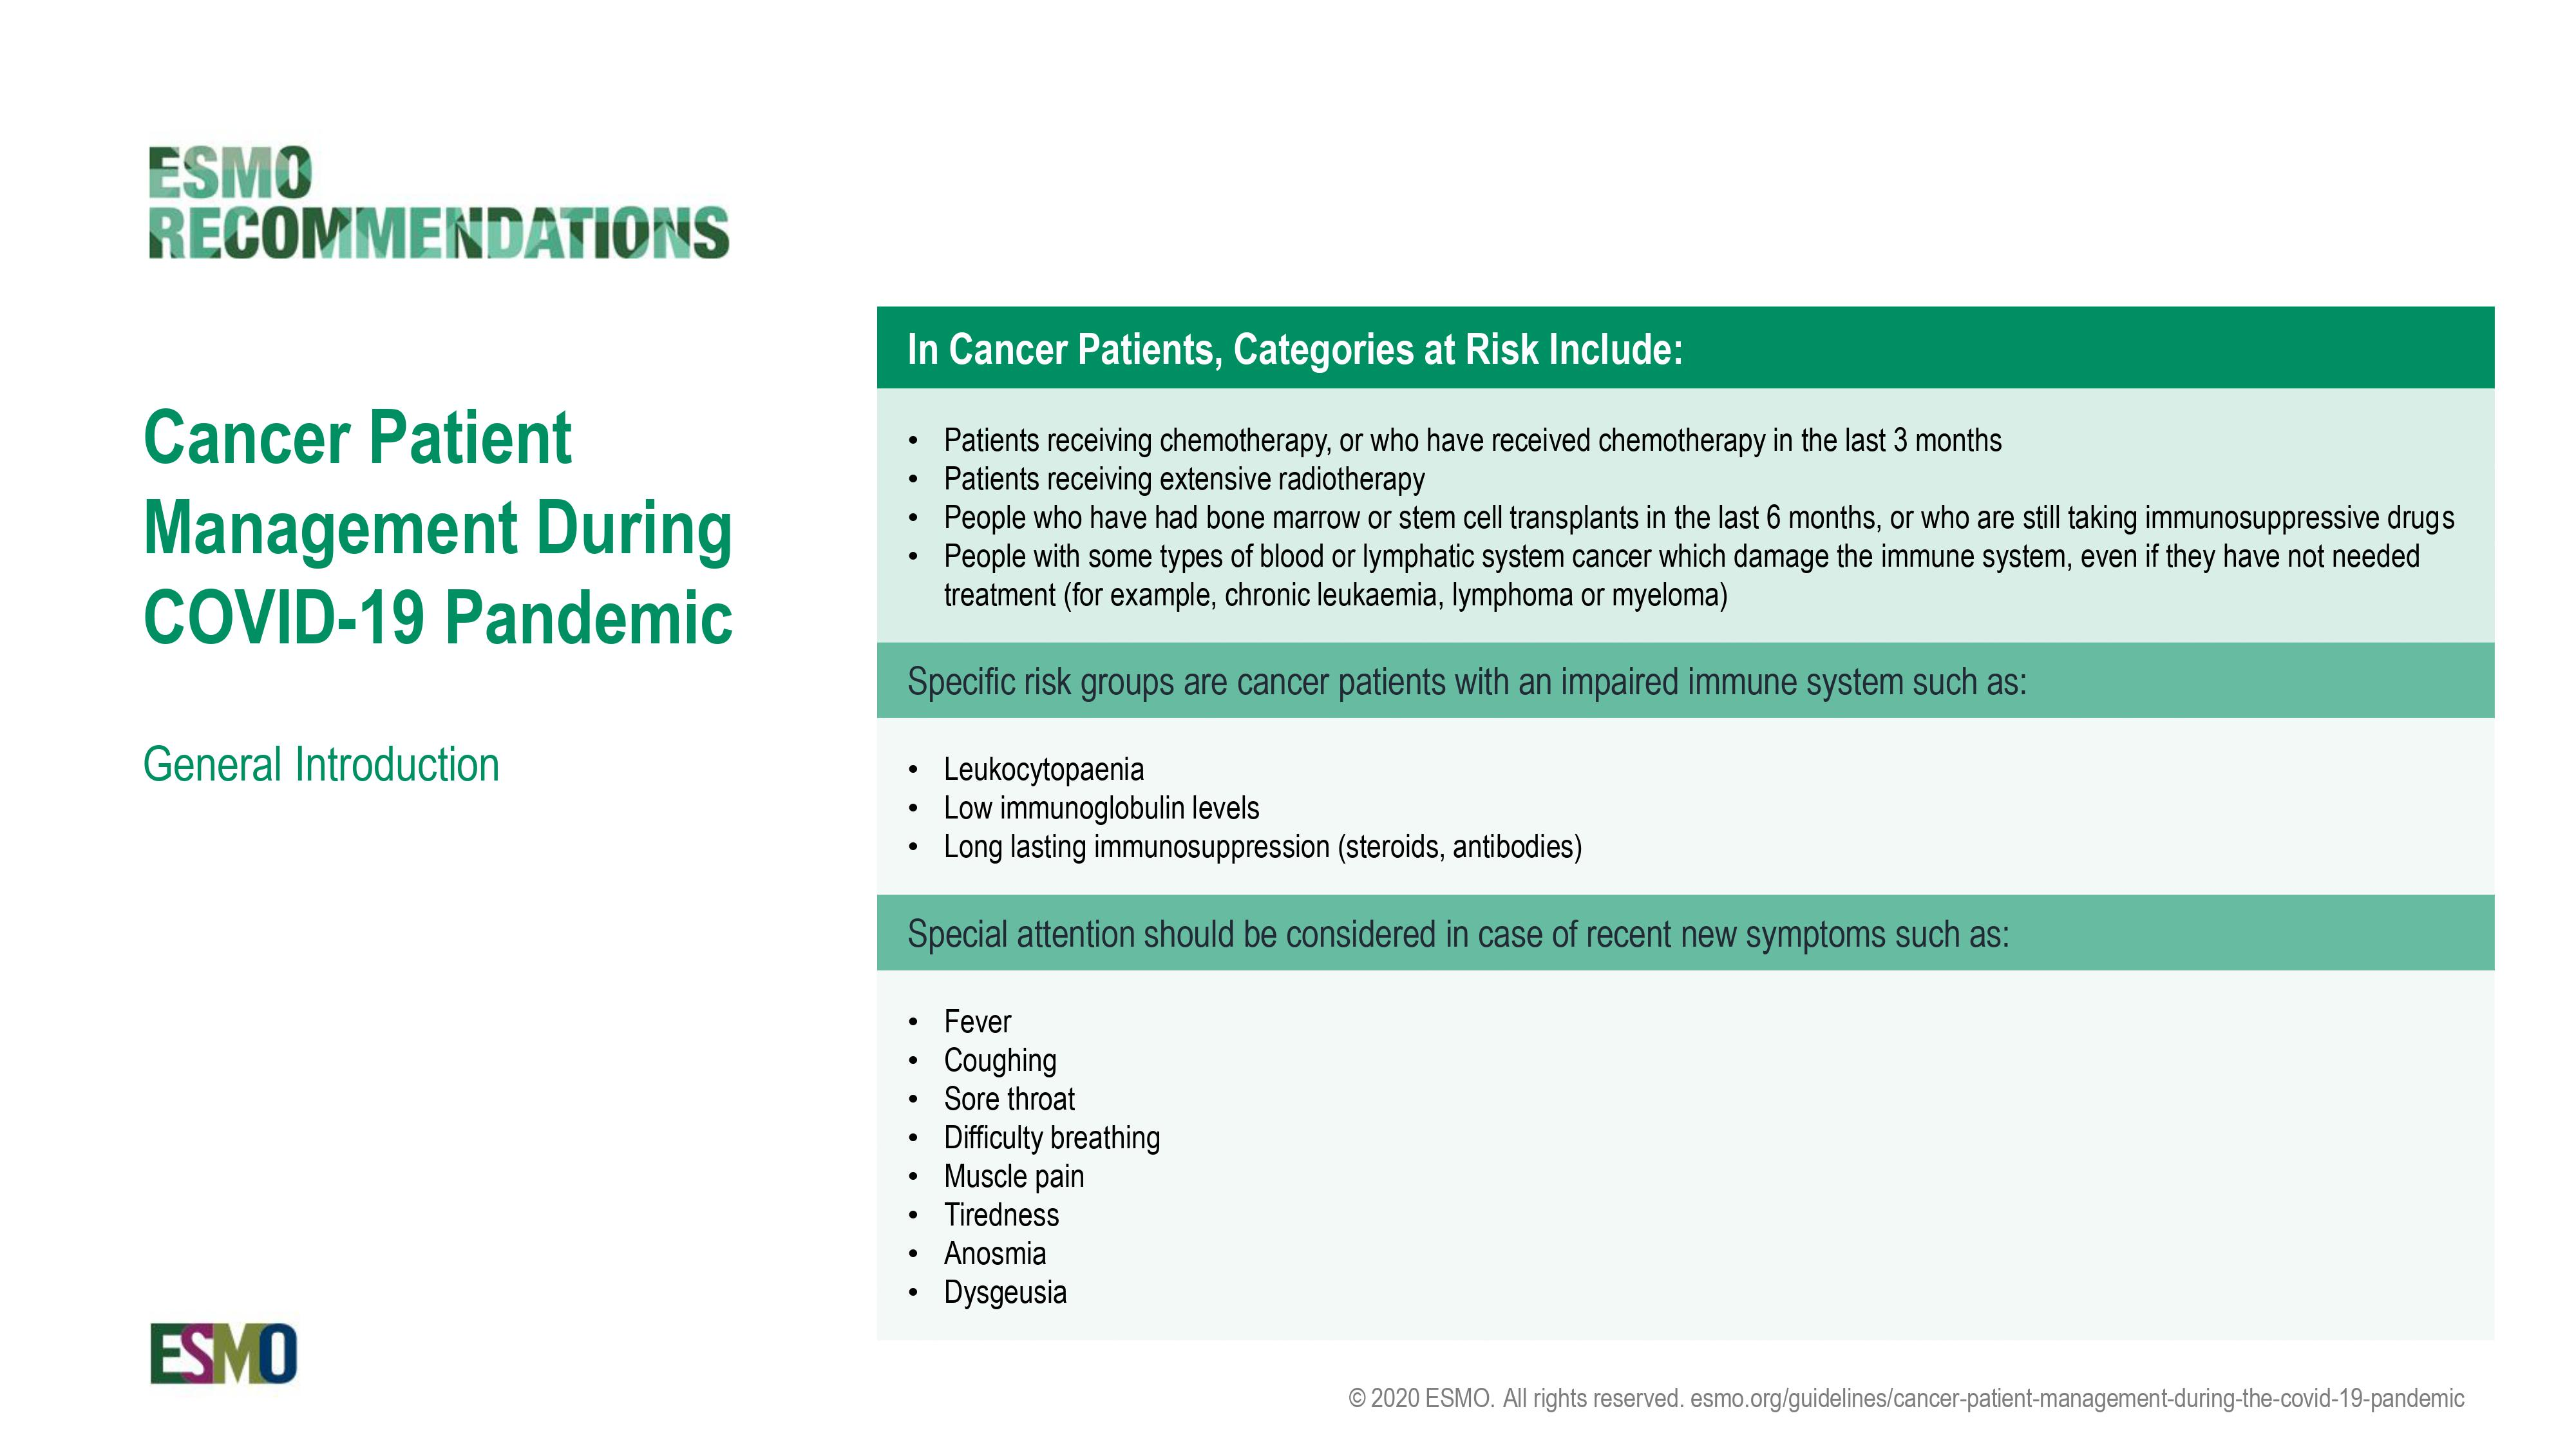 ESMO
RECOMMENDATIONS
Cancer Patient
Management During
COVID-19 Pandemic
General Introduction
In Cancer Patients, Categories at Risk Include:
• Patients receiving chemotherapy, or who have received chemotherapy in the last 3 months
• Patients receiving extensive radiotherapy
• People who have had bone marrow or stem cell transplants in the last 6 months, or who are still taking immunosuppressive drugs
• People with some types of blood or lymphatic system cancer which damage the immune system, even if they have not needed
treatment (for example, chronic leukaemia, lymphoma or myeloma)
Specific risk groups are cancer patients with an impaired immune system such as:
• Leukocytopaenia
• Low immunoglobulin levels
• Long lasting immunosuppression (steroids, antibodies)
Special attention should be considered in case of recent new symptoms such as:
• Fever
• Coughing
• Sore throat
• Difficulty breathing
• Muscle pain
• Tiredness
• Anosmia
• Dysgeusia
ESMO
© 2020 ESMO. All rights reserved. esmo.org/guidelines/cancer-patient-management-during-the-covid-19-pandemic